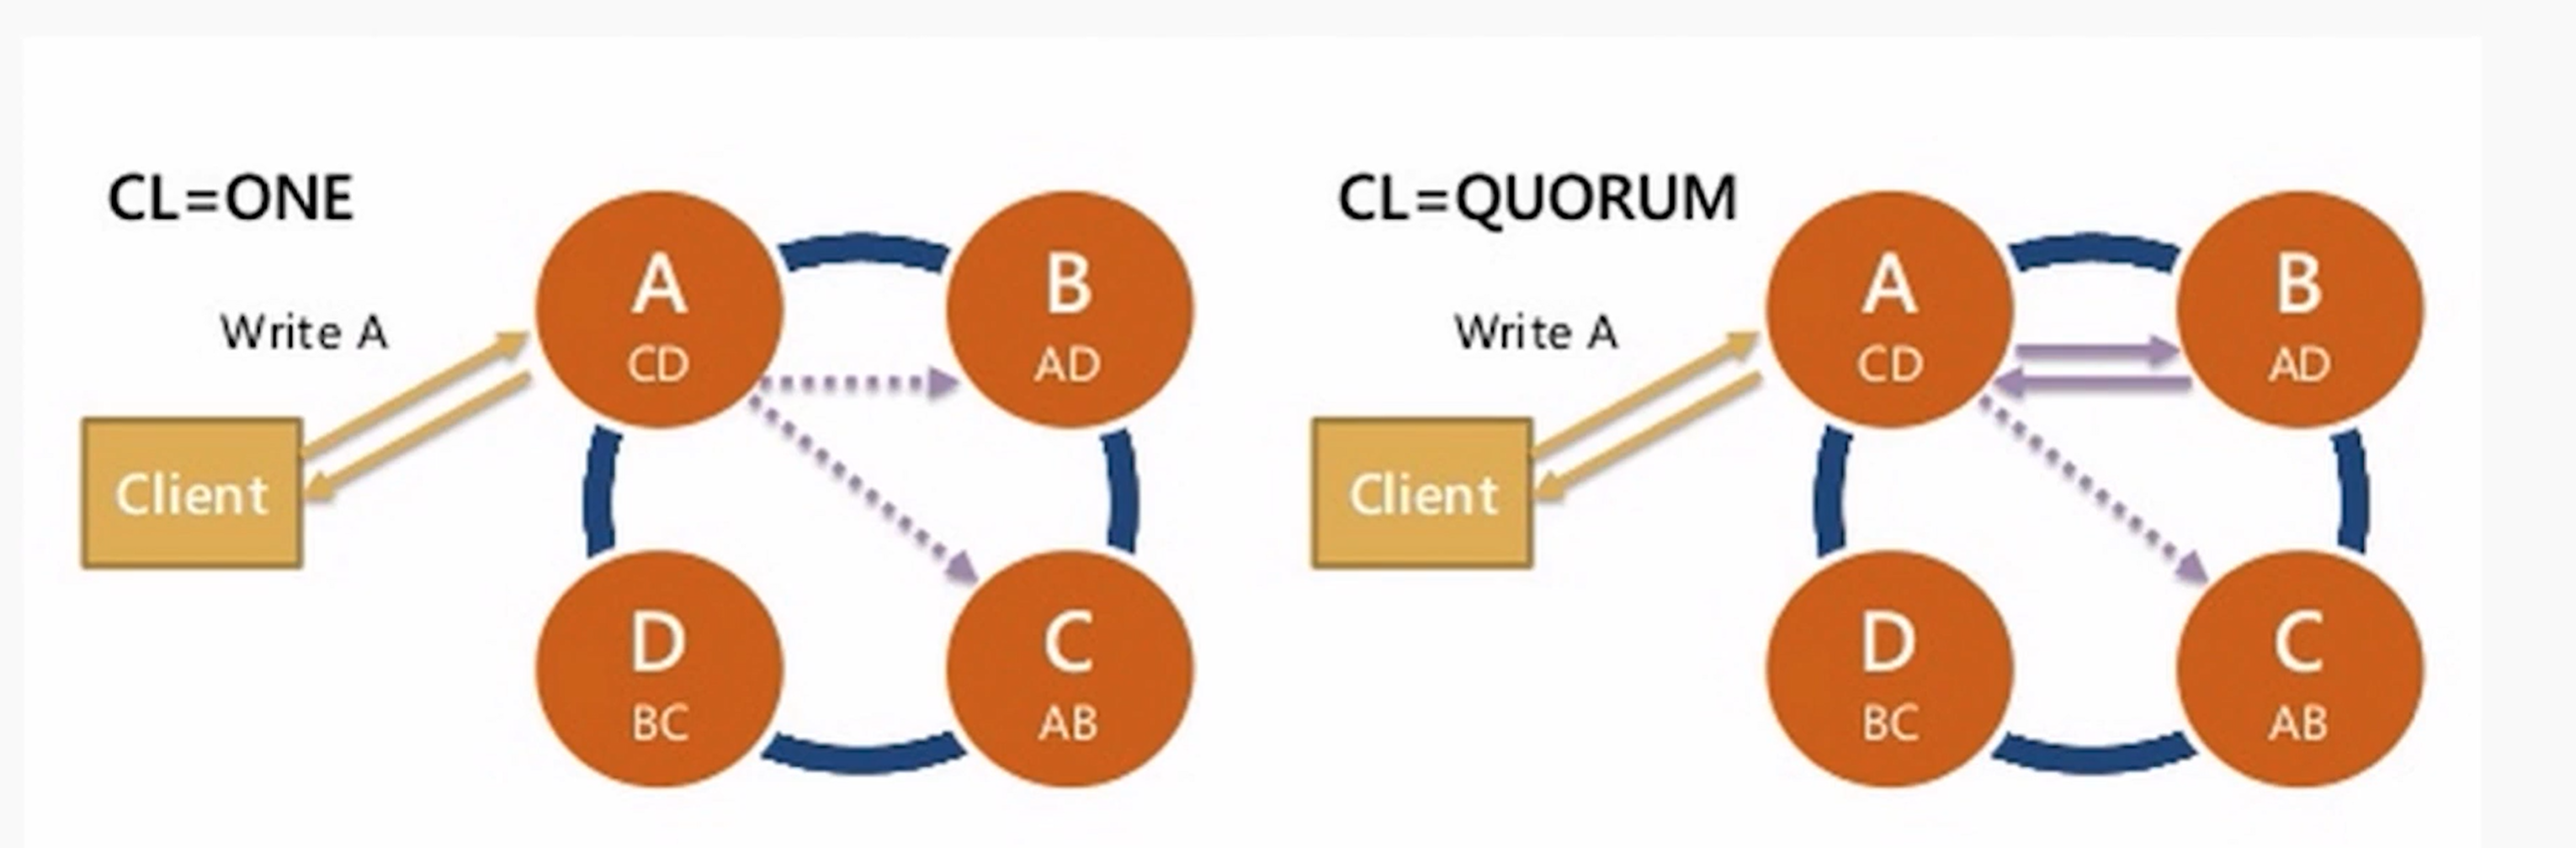 CL=ONE
Write A
Client
A
CD
B
AD
D
BC
C
AB
CL=QUORUM
Write A
Client
A
CD
B
AD
D
BC
C
AB